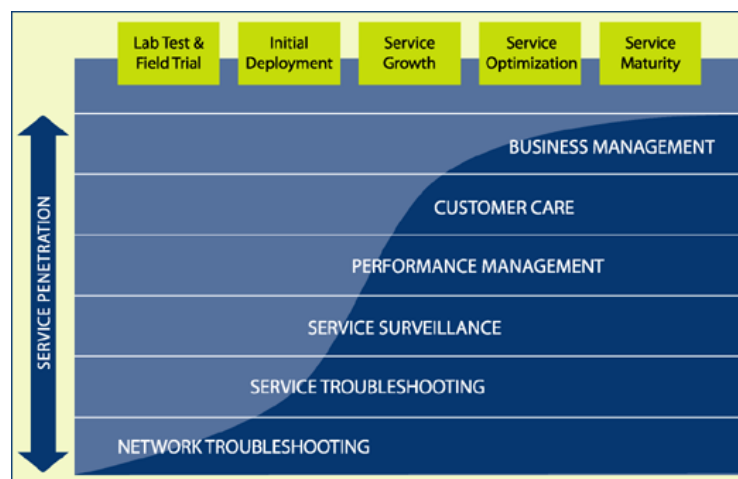 Lab Test &
Field Trial
Initial
Deployment
Service
Growth
Service
Optimization
Service
Maturity
SERVICE PENETRATION
BUSINESS MANAGEMENT
CUSTOMER CARE
PERFORMANCE MANAGEMENT
SERVICE SURVEILLANCE
SERVICE TROUBLESHOOTING
NETWORK TROUBLESHOOTING